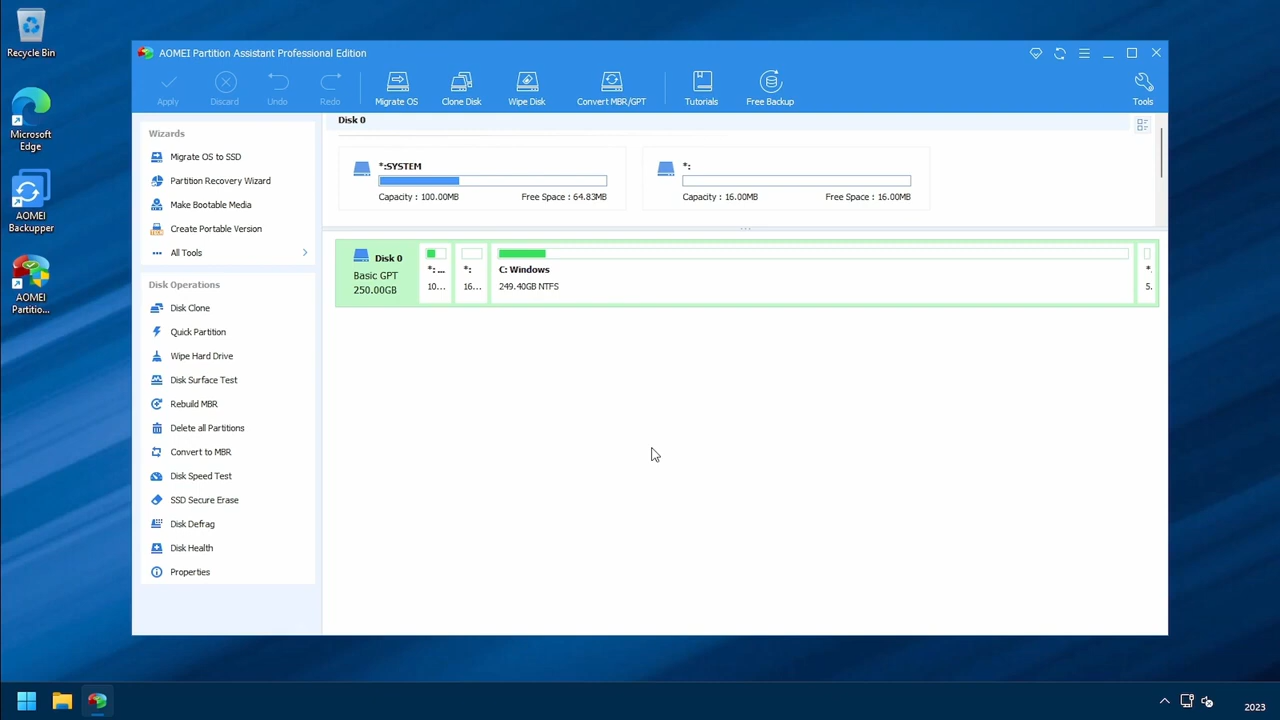 Recycle Bin
Microsoft
Edge
AOMEI
Backupper
AOMEI
Partitio...
AOMEI Partition Assistant Professional Edition
Apply
Discard
Undo
Redo
Migrate OS
Clone Disk
Wipe Disk
Convert MBR/GPT
Tutorials
Free Backup
Tools
Wizards
Migrate OS to SSD
Partition Recovery Wizard
Make Bootable Media
Create Portable Version
All Tools
Disk Operations
Disk Clone
Quick Partition
Wipe Hard Drive
Disk Surface Test
Rebuild MBR
Delete all Partitions
Convert to MBR
Disk Speed Test
SSD Secure Erase
Disk Defrag
Disk Health
Properties
Disk 0
*:SYSTEM
Capacity : 100.00MB Free Space : 64.83MB
*:
Capacity : 16.00MB Free Space : 16.00MB
Disk 0
Basic GPT
250.00GB
*: ...
10...
*:
16...
C: Windows
249.40GB NTFS
*.
5.
2023